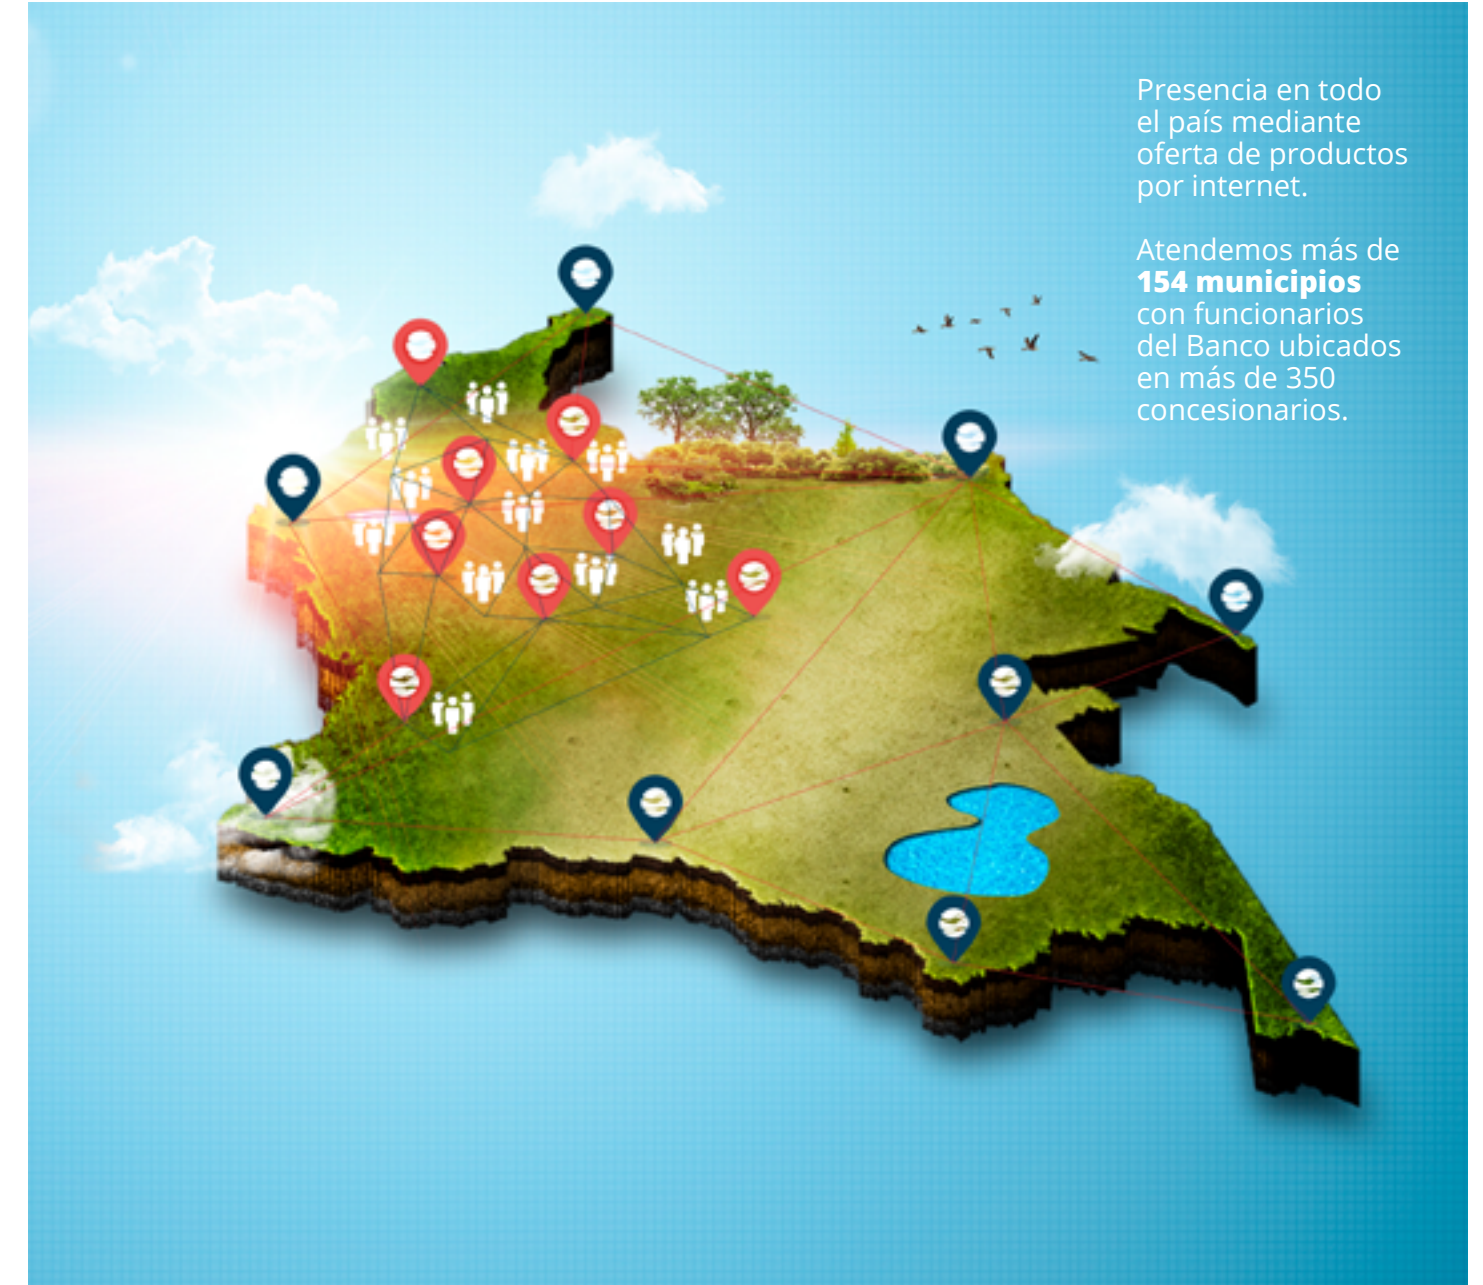 Presencia en todo
el país mediante
oferta de productos
por internet.
Atendemos más de
154 municipios
con funcionarios
del Banco ubicados
en más de 350
concesionarios.